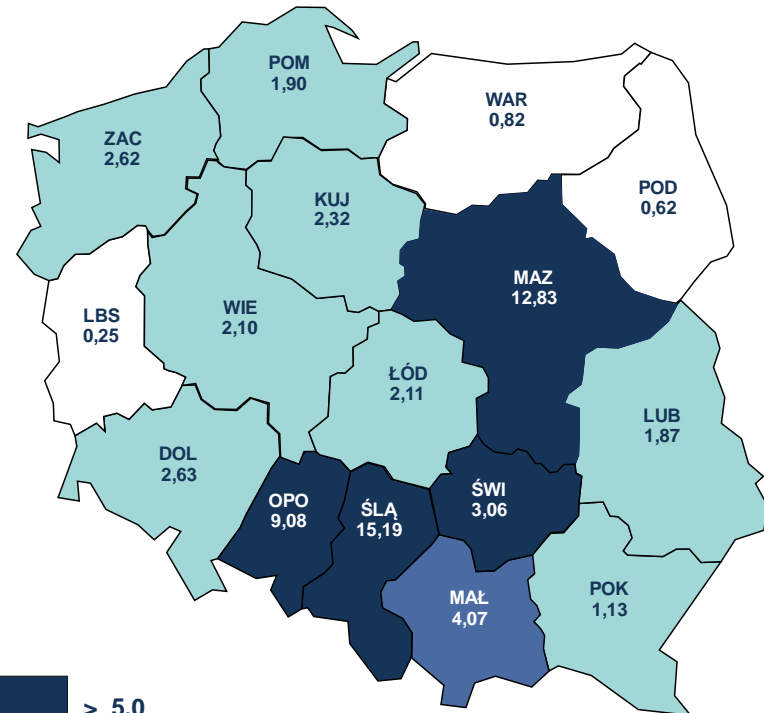 POM
1,90
WAR
0,82
ZAC
2,62
POD
0,62
KUJ
2,32
MAZ
12,83
LBS
0,25
WIE
2,10
ŁÓD
2,11
LUB
1,87
DOL
2,63
OPO
9,08
ŚLĄ
15,19
ŚWI
3,06
MAŁ
4,07
POK
1,13
> 5,0